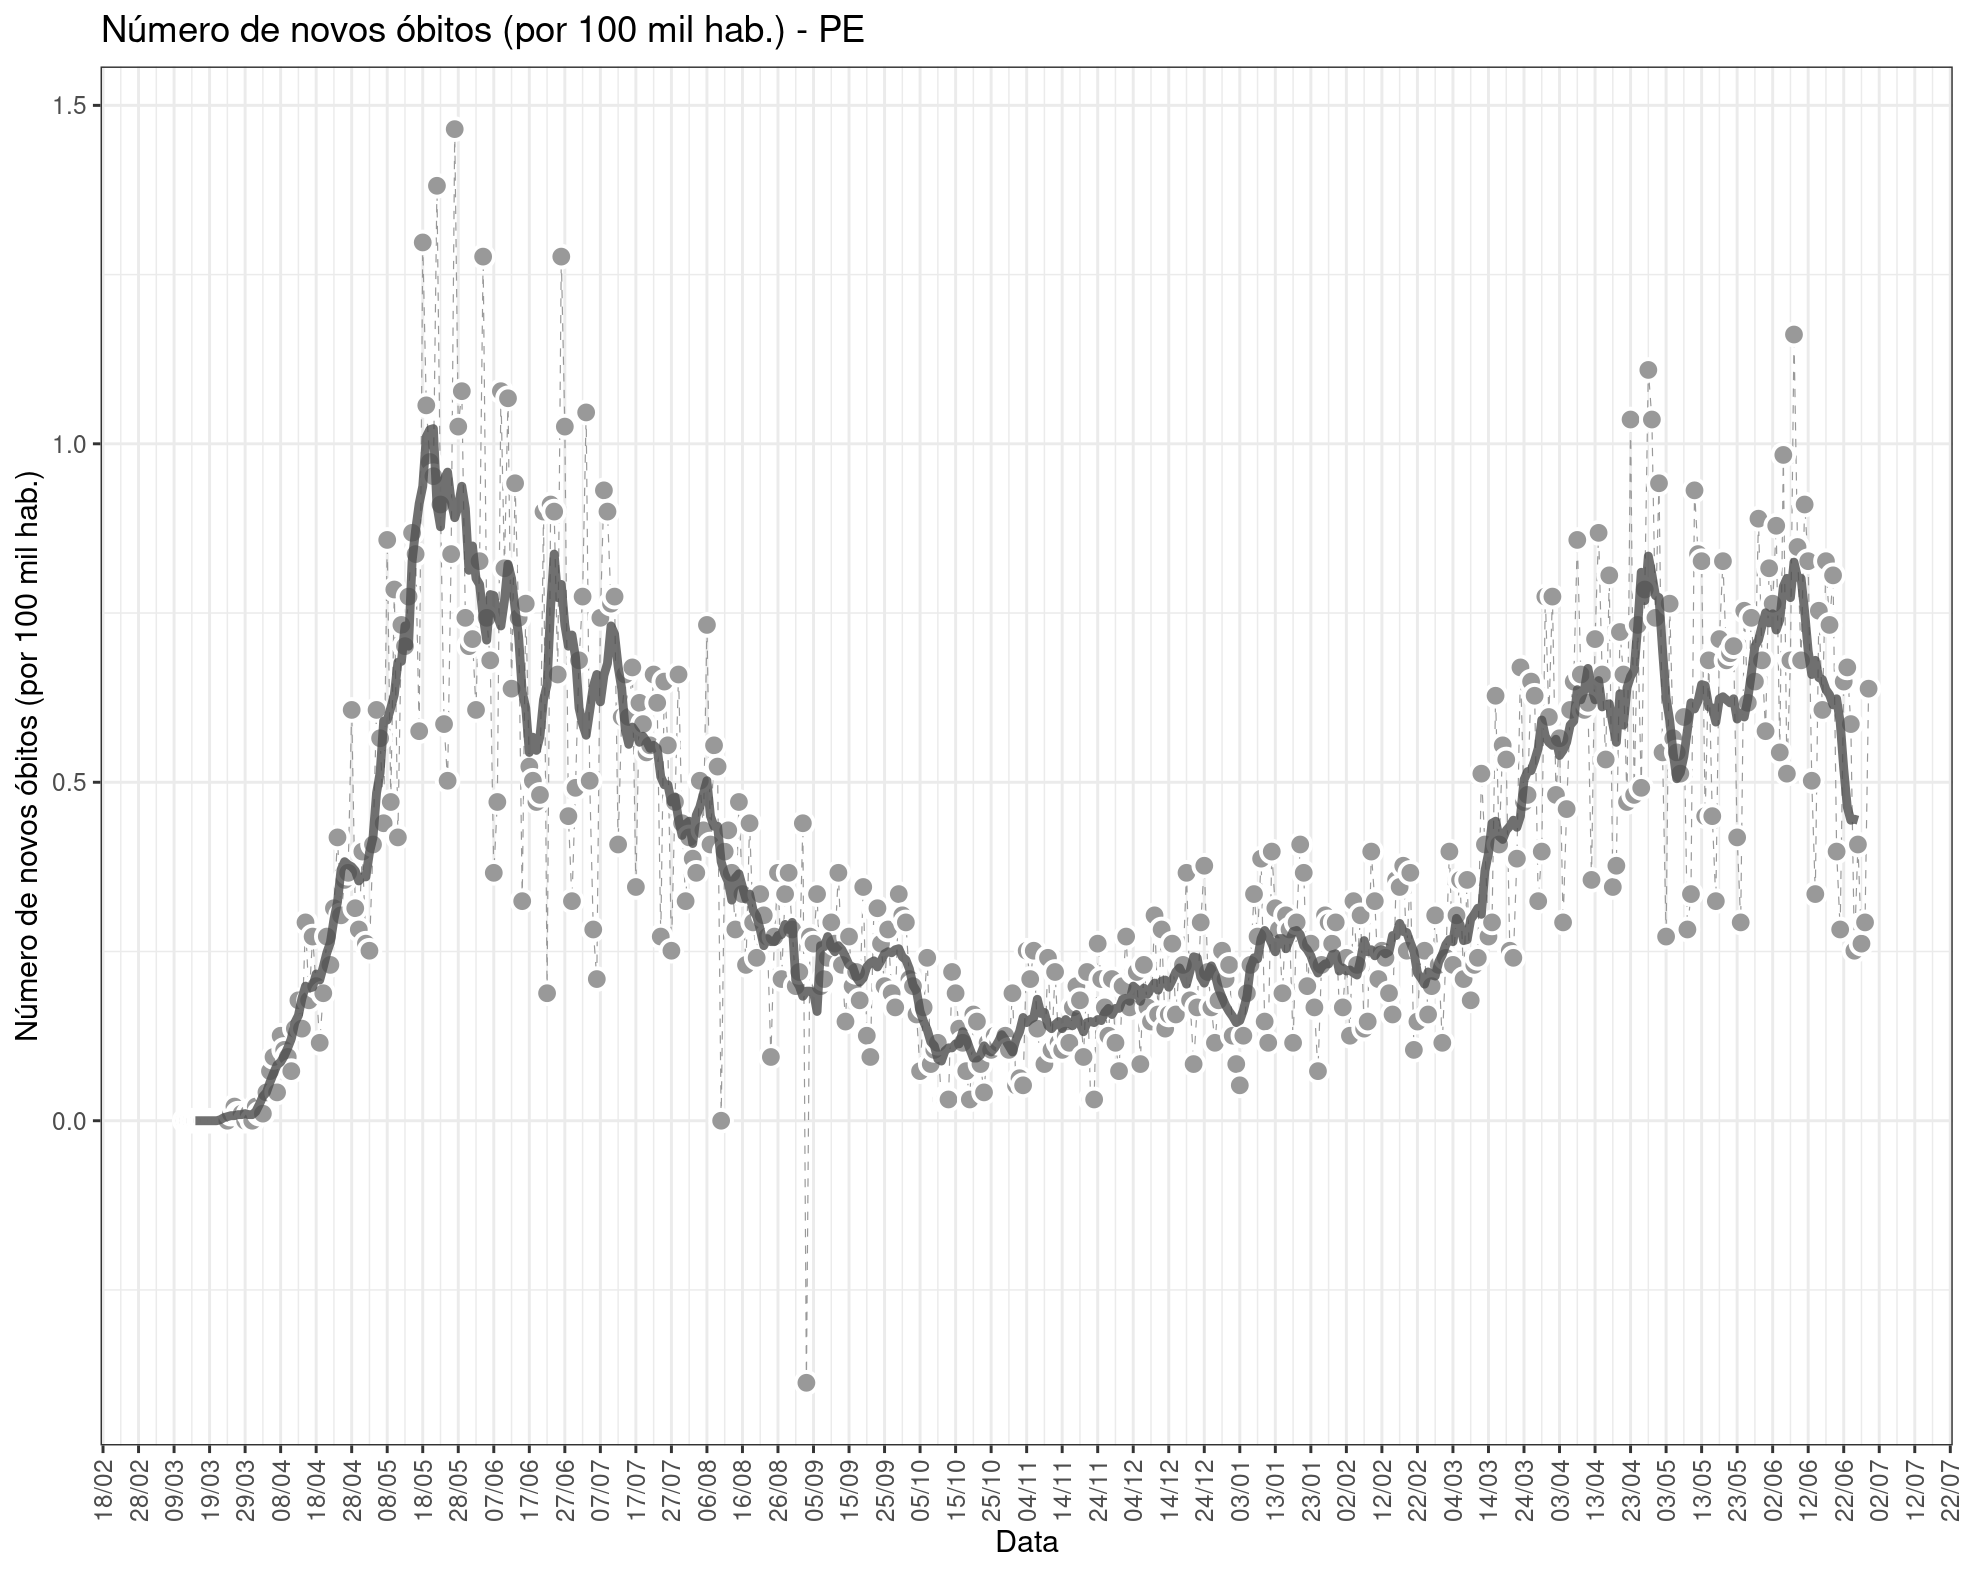 Número de novos óbitos (por 100 mil hab.) - PE
Número de novos óbitos (por 100 mil hab.)
1.5
1.0
0.5
0.0
18/02 28/02 09/03 19/03 29/03 08/04 18/04 28/04 08/05 18/05 28/05 07/06 17/06 27/06 07/07 17/07 27/07 06/08 16/08 26/08 05/09 15/09 25/09 05/10 15/10 25/10 04/11 14/11 24/11 04/12 14/12 24/12 03/01 13/01 23/01 02/02 12/02 22/02 04/03 14/03 24/03 03/04 13/04 23/04 03/05 13/05 23/05 02/06 12/06 22/06 02/07 12/07 22/07
Data